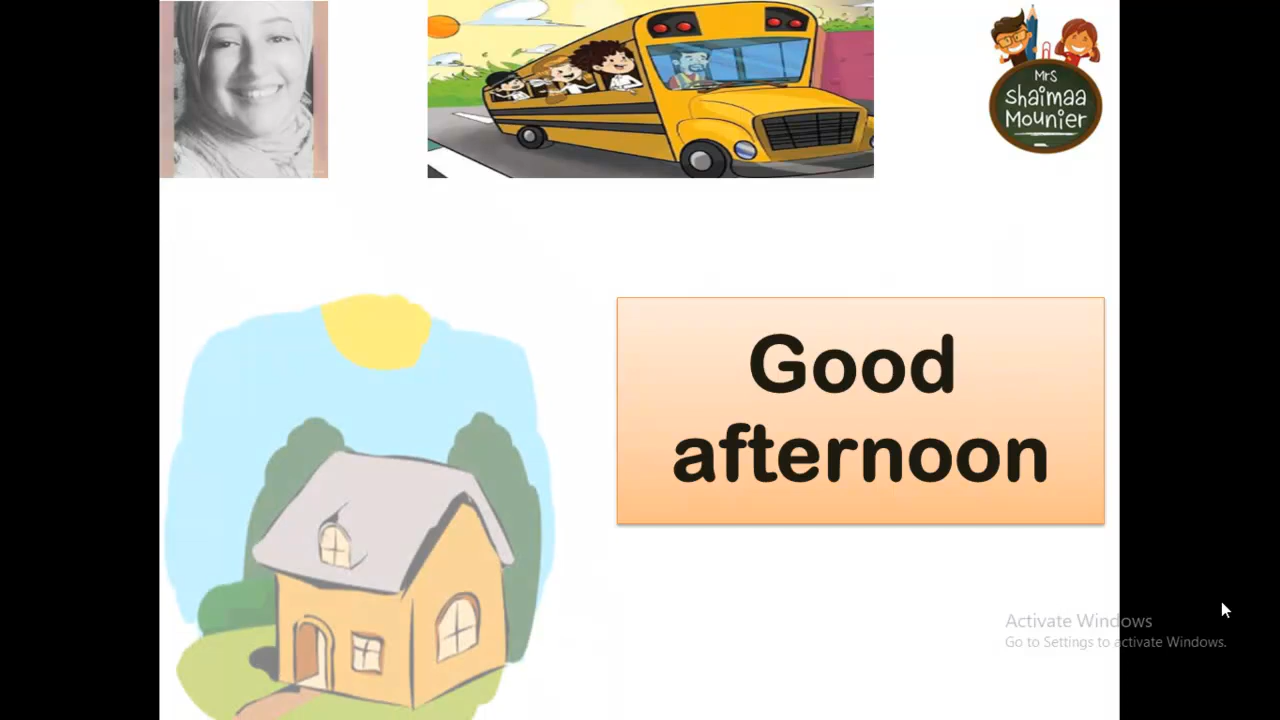 Mrs
Shaimaa
Mounier
Good
afternoon
Activate Windows
Go to Settings to activate Windows.